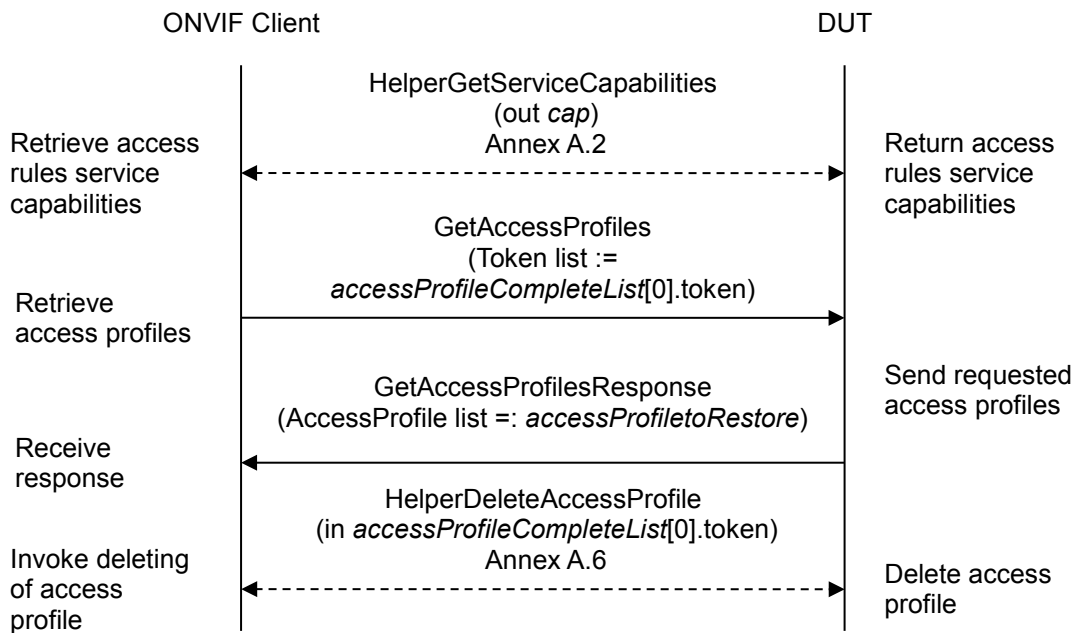 ONVIF Client
DUT
HelperGetServiceCapabilities
(out cap)
Annex A.2
Retrieve access
rules service
capabilities
Return access
rules service
capabilities
GetAccessProfiles
(Token list :=
accessProfileCompleteList[0].token)
Retrieve
access profiles
GetAccessProfilesResponse
(AccessProfile list =: accessProfiletoRestore)
Send requested
access profiles
Receive
response
HelperDeleteAccessProfile
(in accessProfileCompleteList[0].token)
Annex A.6
Invoke deleting
of access
profile
Delete access
profile